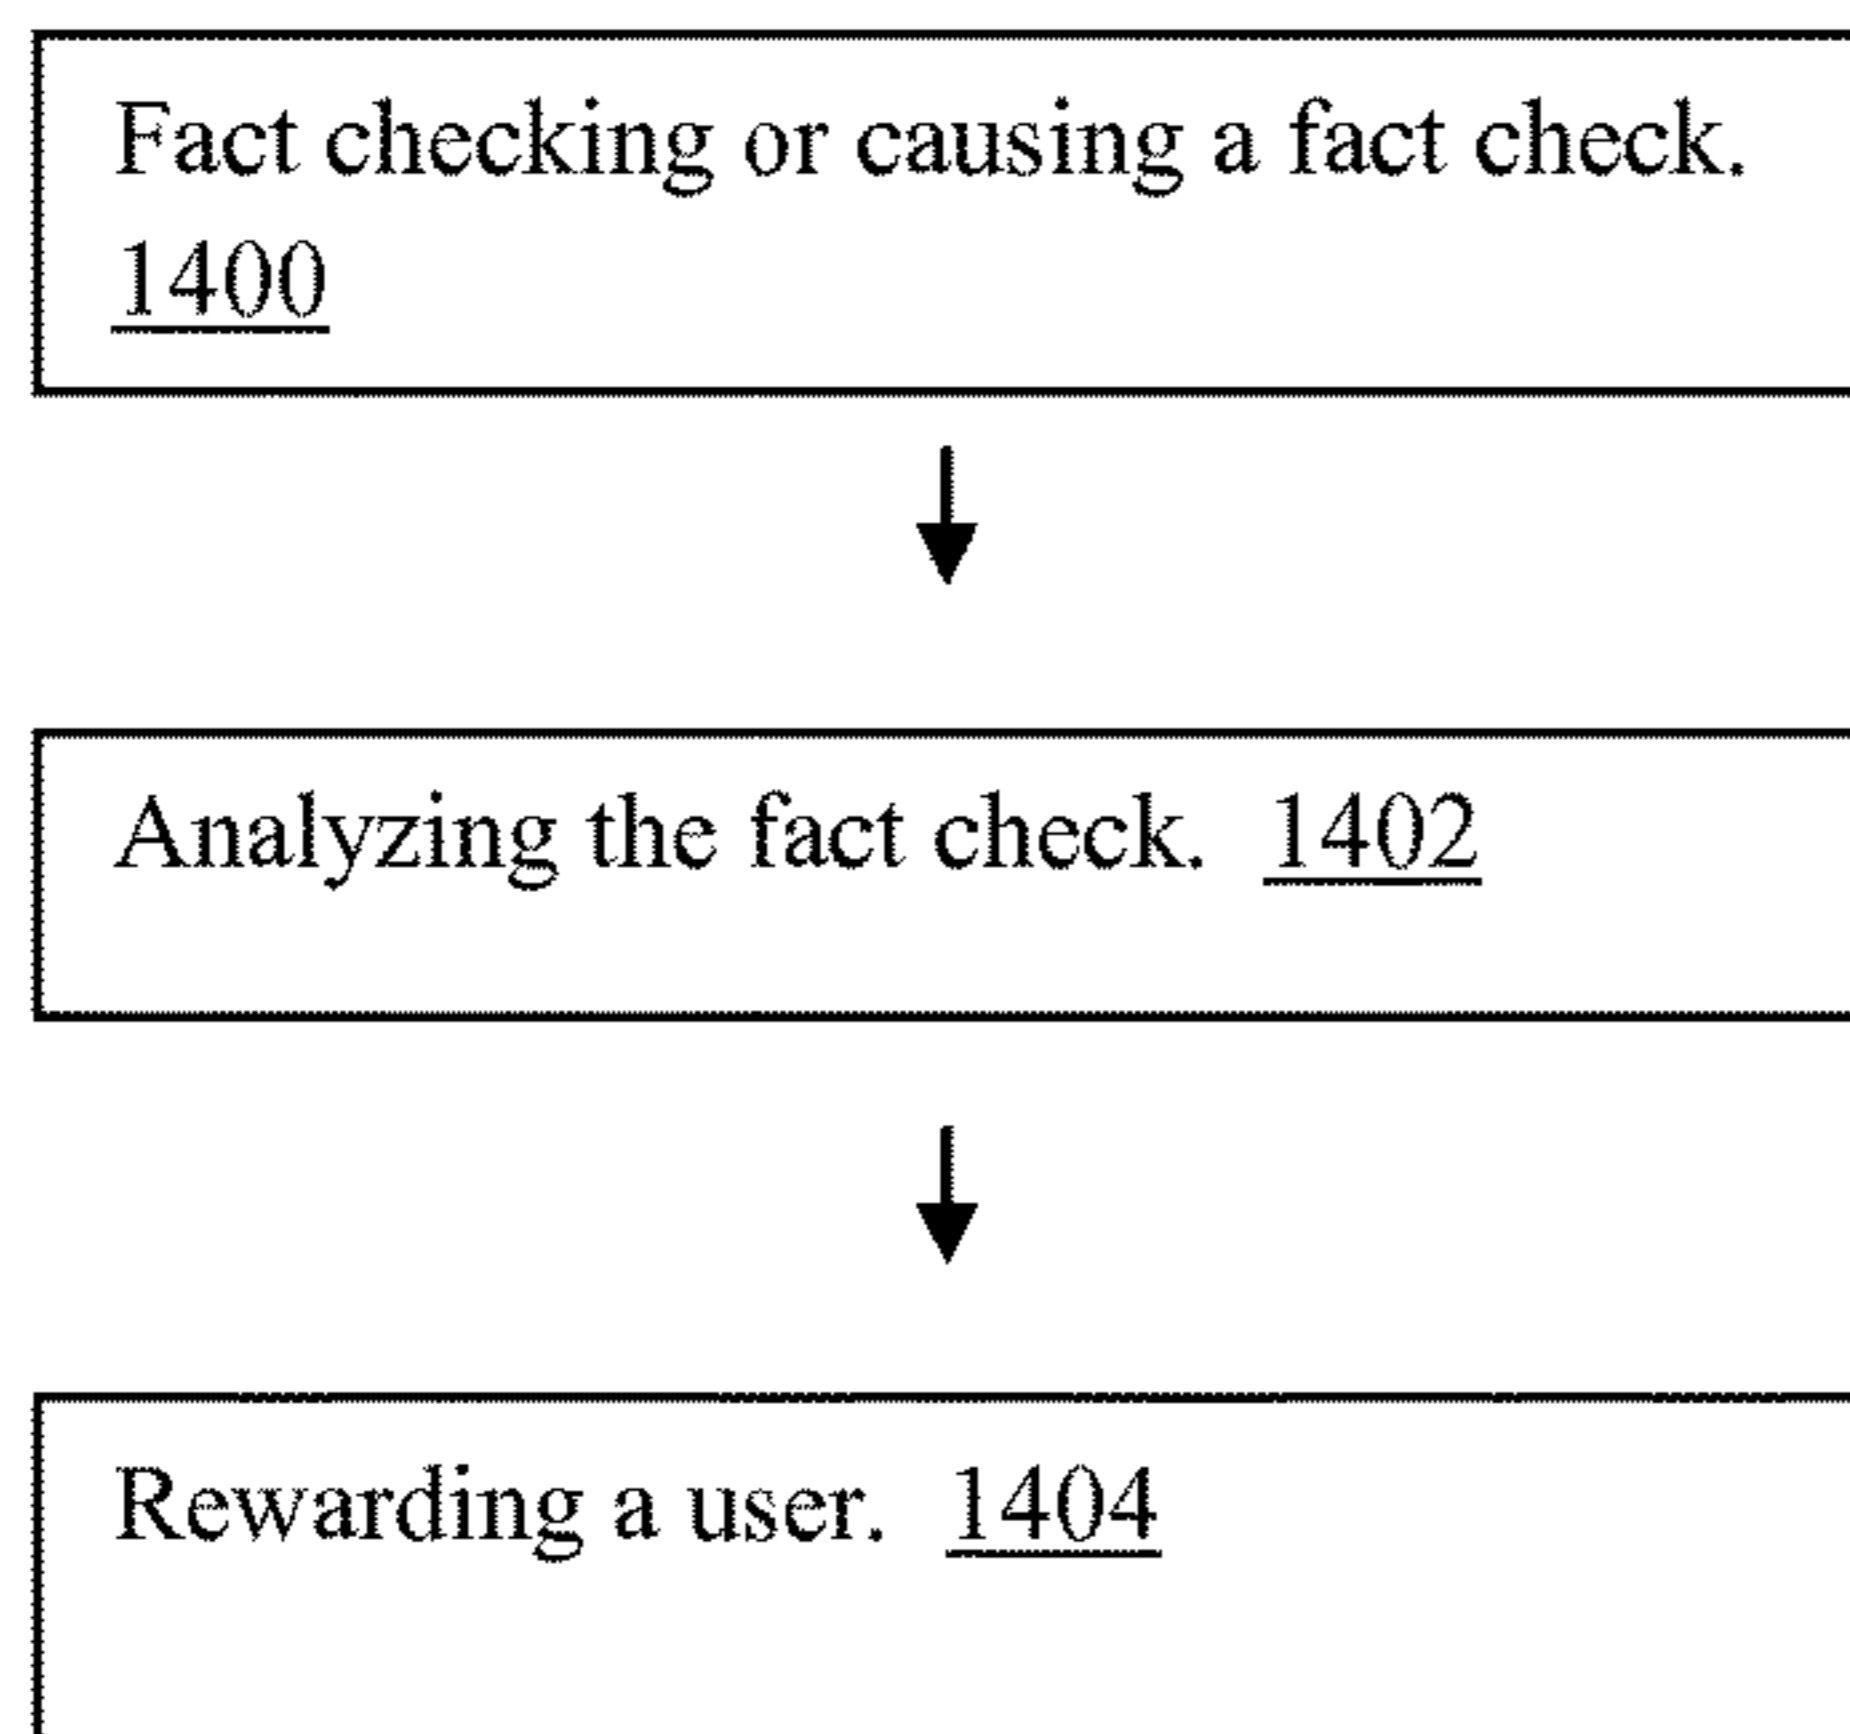 Fact checking or causing a fact check.
1400
Analyzing the fact check. 1402
Rewarding a user. 1404